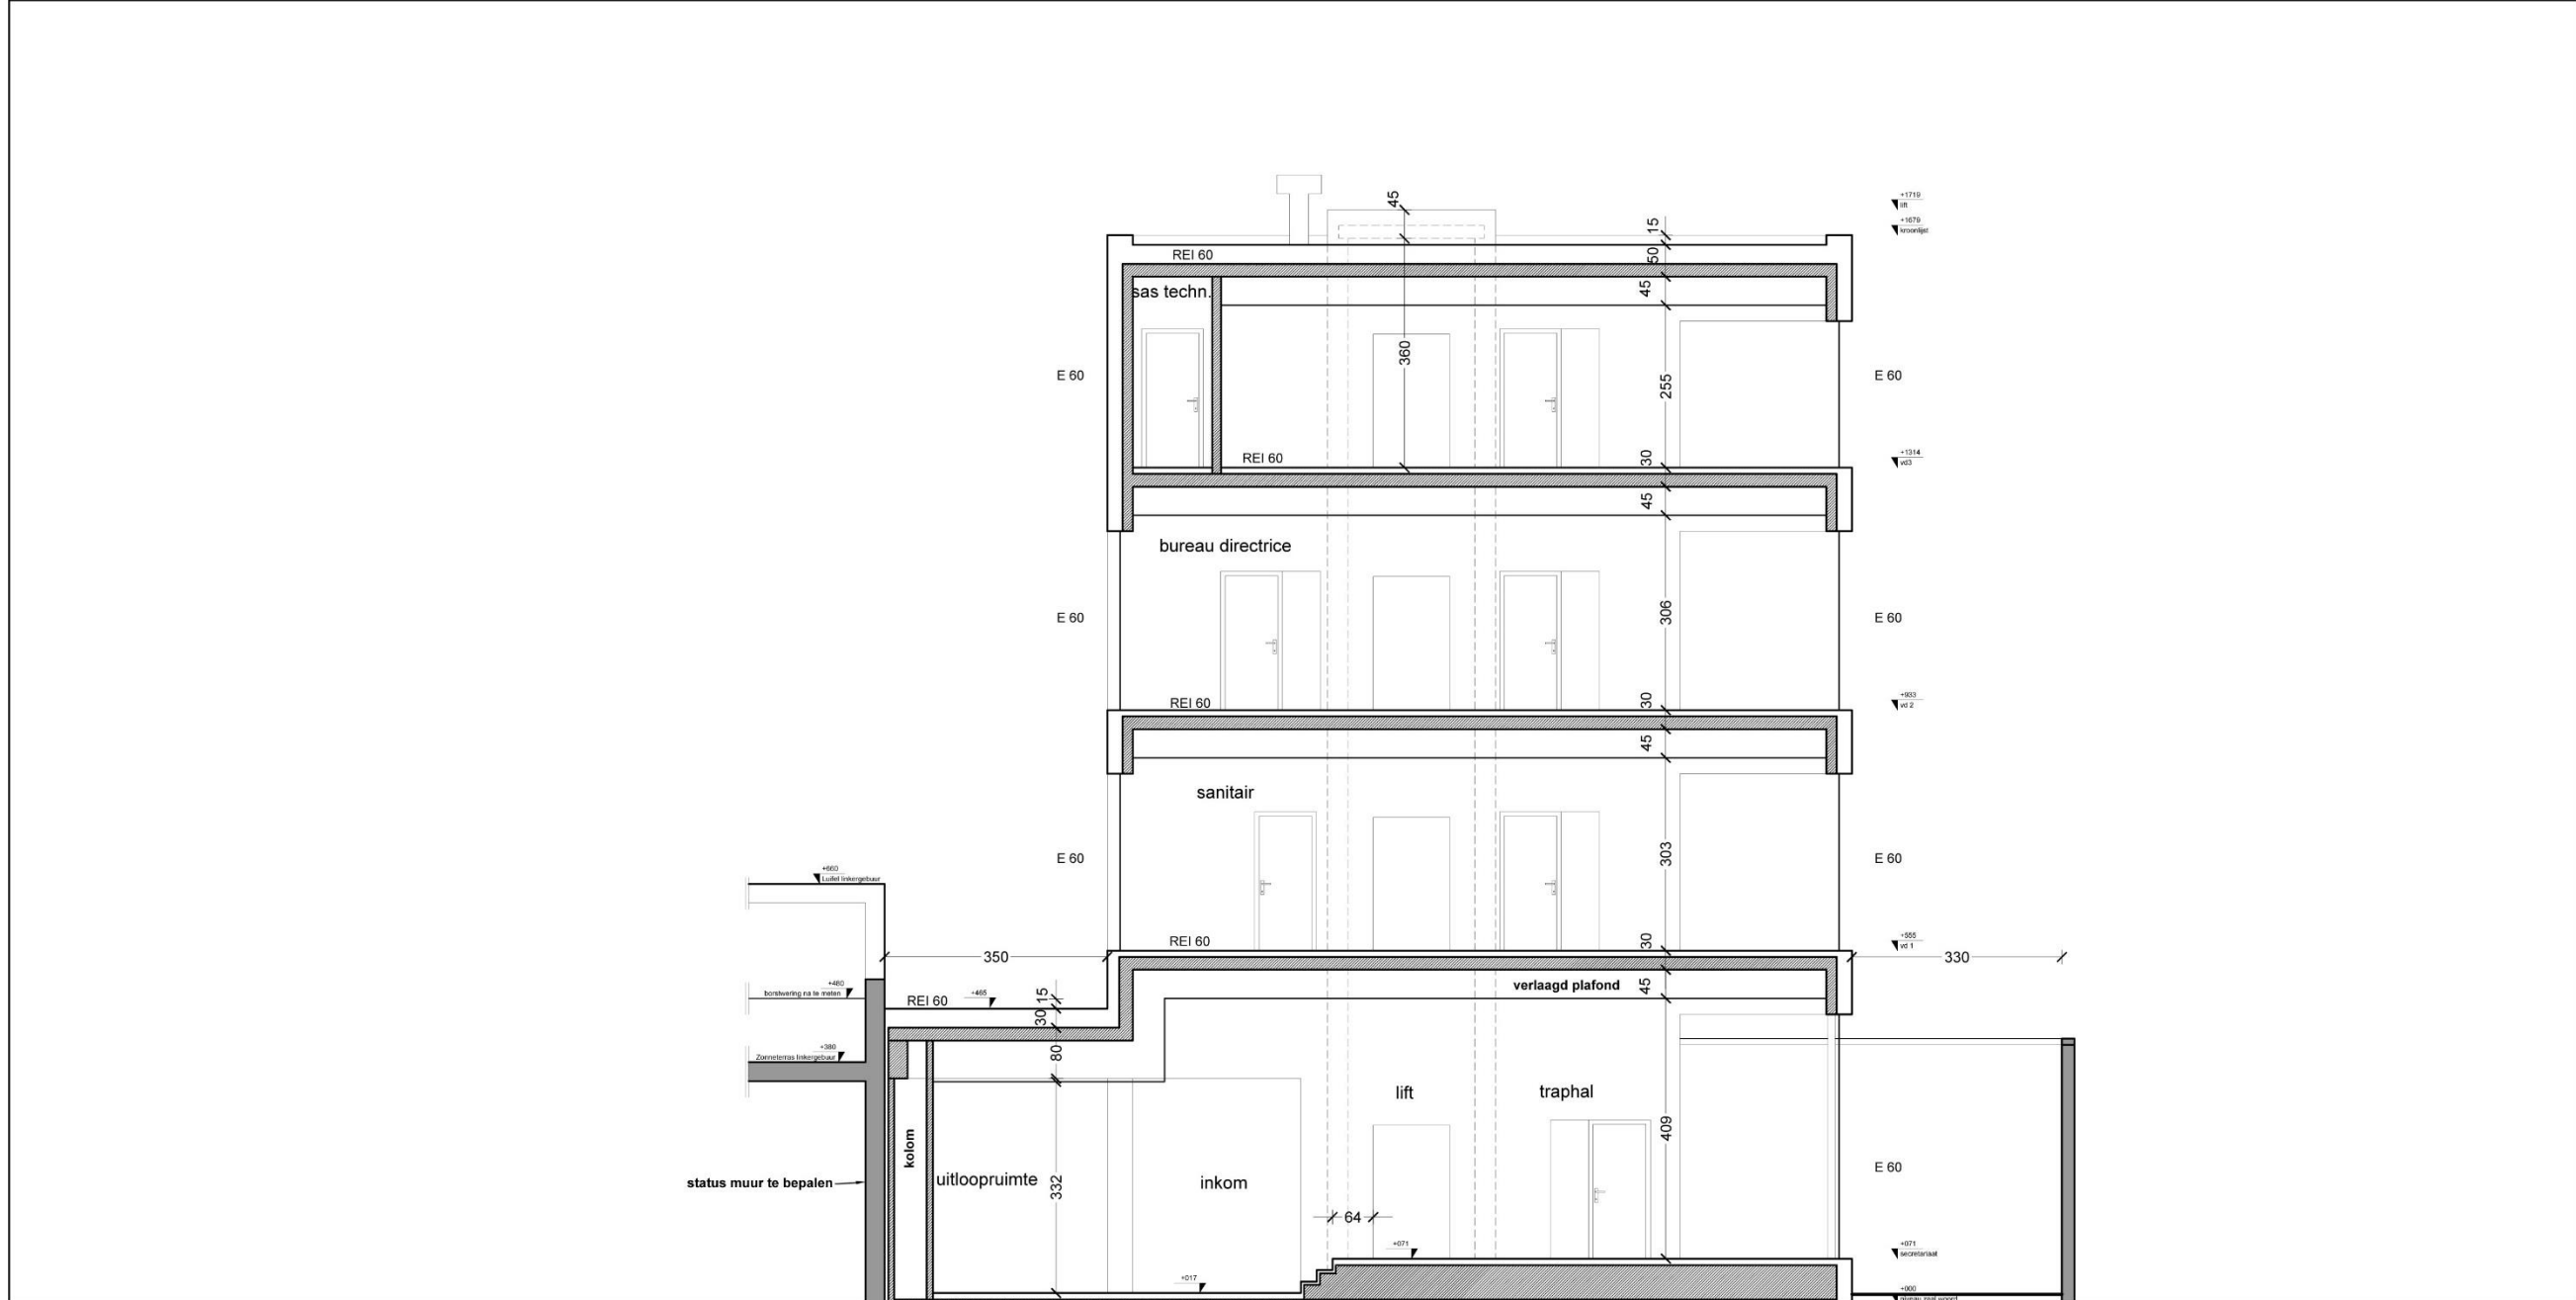 45
+1719
lift
15
+1679
kroonlijst
REI 60
50
sas techn.
45
360
E 60
255
E 60
REI 60
30
+1314
vd3
45
bureau directrice
306
E 60
E 60
REI 60
30
+933
vd 2
45
sanitair
303
E 60
E 60
+660
Luifel linkergebuur
REI 60
30
+555
vd 1
350
330
verlaagd plafond
45
borstwering na te meten
+480
REI 60
+465
15
30
Zonneterras linkergebuur
+380
80
lift
traphal
409
kolom
status muur te bepalen
uitloopruimte
332
inkom
E 60
64
+071
+071
secretariaat
+017
+000